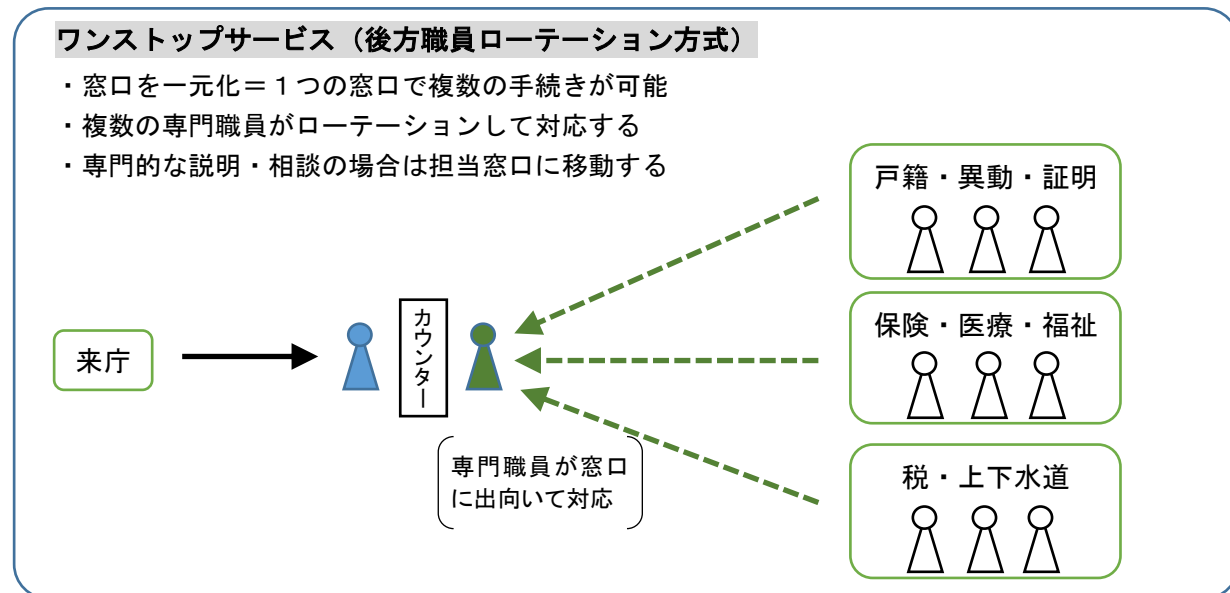 ワンストップサービス（後方職員ローテーション方式）
・窓口を一元化＝１つの窓口で複数の手続きが可能
・複数の専門職員がローテーションして対応する
・専門的な説明・相談の場合は担当窓口に移動する
戸籍・異動・証明
保険・医療・福祉
税・上下水道
来庁
カウンター
専門職員が窓口
に出向いて対応